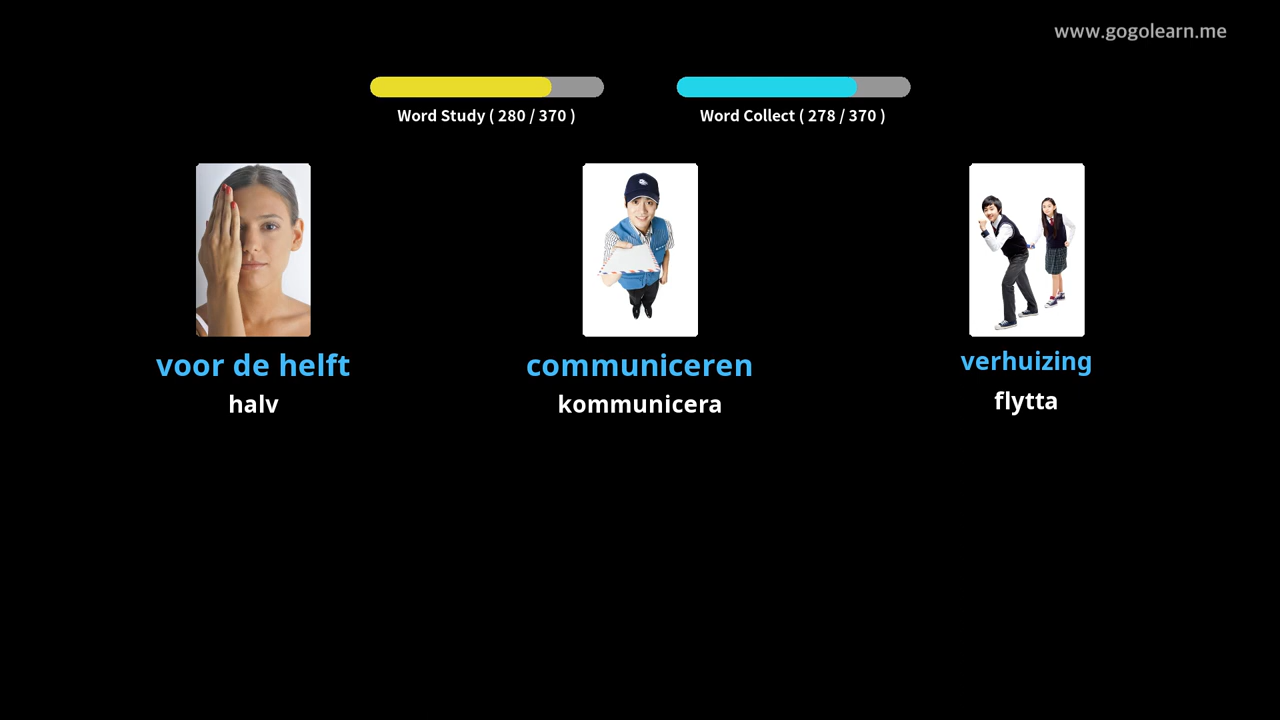 www.gogolearn.me
Word Study ( 280 / 370 )
Word Collect ( 278 / 370 )
voor de helft
communiceren
verhuizing
halv
kommunicera
flytta